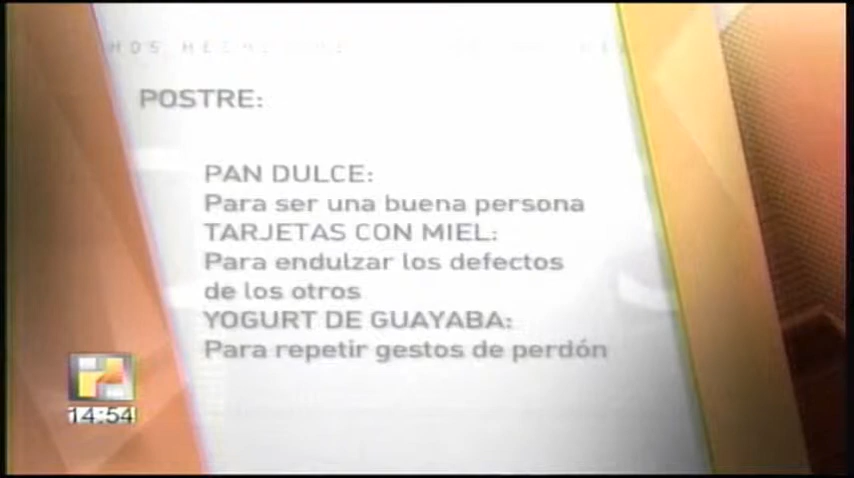 POSTRE:
PAN DULCE:
Para ser una buena persona
TARJETAS CON MIEL:
Para endulzar los defectos
de los otros
YOGURT DE GUAYABA:
Para repetir gestos de perdón
14:54